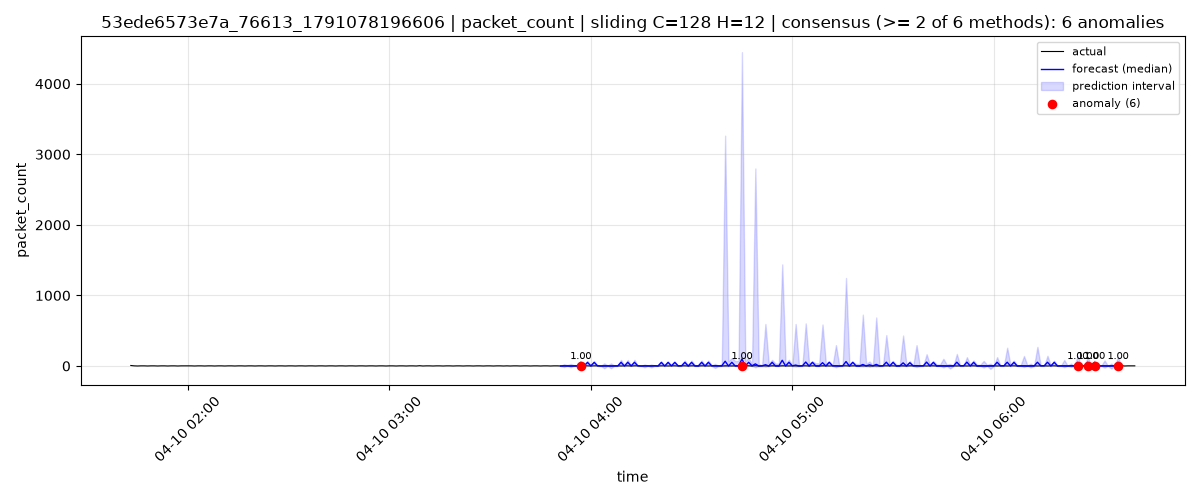 53ede6573e7a_76613_1791078196606 | packet_count | sliding C=128 H=12 | consensus (>= 2 of 6 methods): 6 anomalies
actual
forecast (median)
prediction interval
anomaly (6)
packet_count
4000
3000
2000
1000
0
1.00
1.00
1.00
1.00
04-10 02:00
04-10 03:00
04-10 04:00
04-10 05:00
04-10 06:00
time